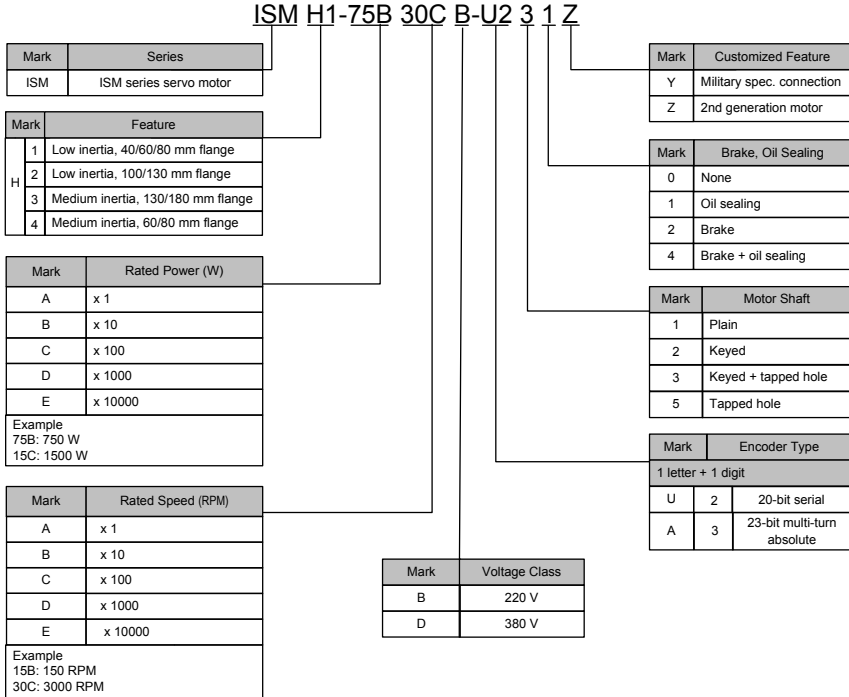 ISM H1-75B 30C B-U2 3 1 Z
Mark Series
ISM ISM series servo motor
Mark Feature
H
1 Low inertia, 40/60/80 mm flange
2 Low inertia, 100/130 mm flange
3 Medium inertia, 130/180 mm flange
4 Medium inertia, 60/80 mm flange
Mark Rated Power (W)
A x 1
B x 10
C x 100
D x 1000
E x 10000
Example
75B: 750 W
15C: 1500 W
Mark Rated Speed (RPM)
A x 1
B x 10
C x 100
D x 1000
E x 10000
Example
15B: 150 RPM
30C: 3000 RPM
Mark Voltage Class
B 220 V
D 380 V
Mark Customized Feature
Y Military spec. connection
Z 2nd generation motor
Mark Brake, Oil Sealing
0 None
1 Oil sealing
2 Brake
4 Brake + oil sealing
Mark Motor Shaft
1 Plain
2 Keyed
3 Keyed + tapped hole
5 Tapped hole
Mark Encoder Type
1 letter + 1 digit
U 2 20-bit serial
A 3 23-bit multi-turn
absolute